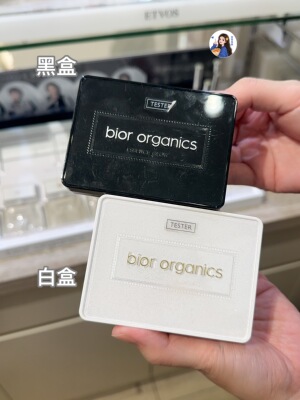 ETVOS
黑盒
TESTER
bior organics
白盒
TESTER
bior organics